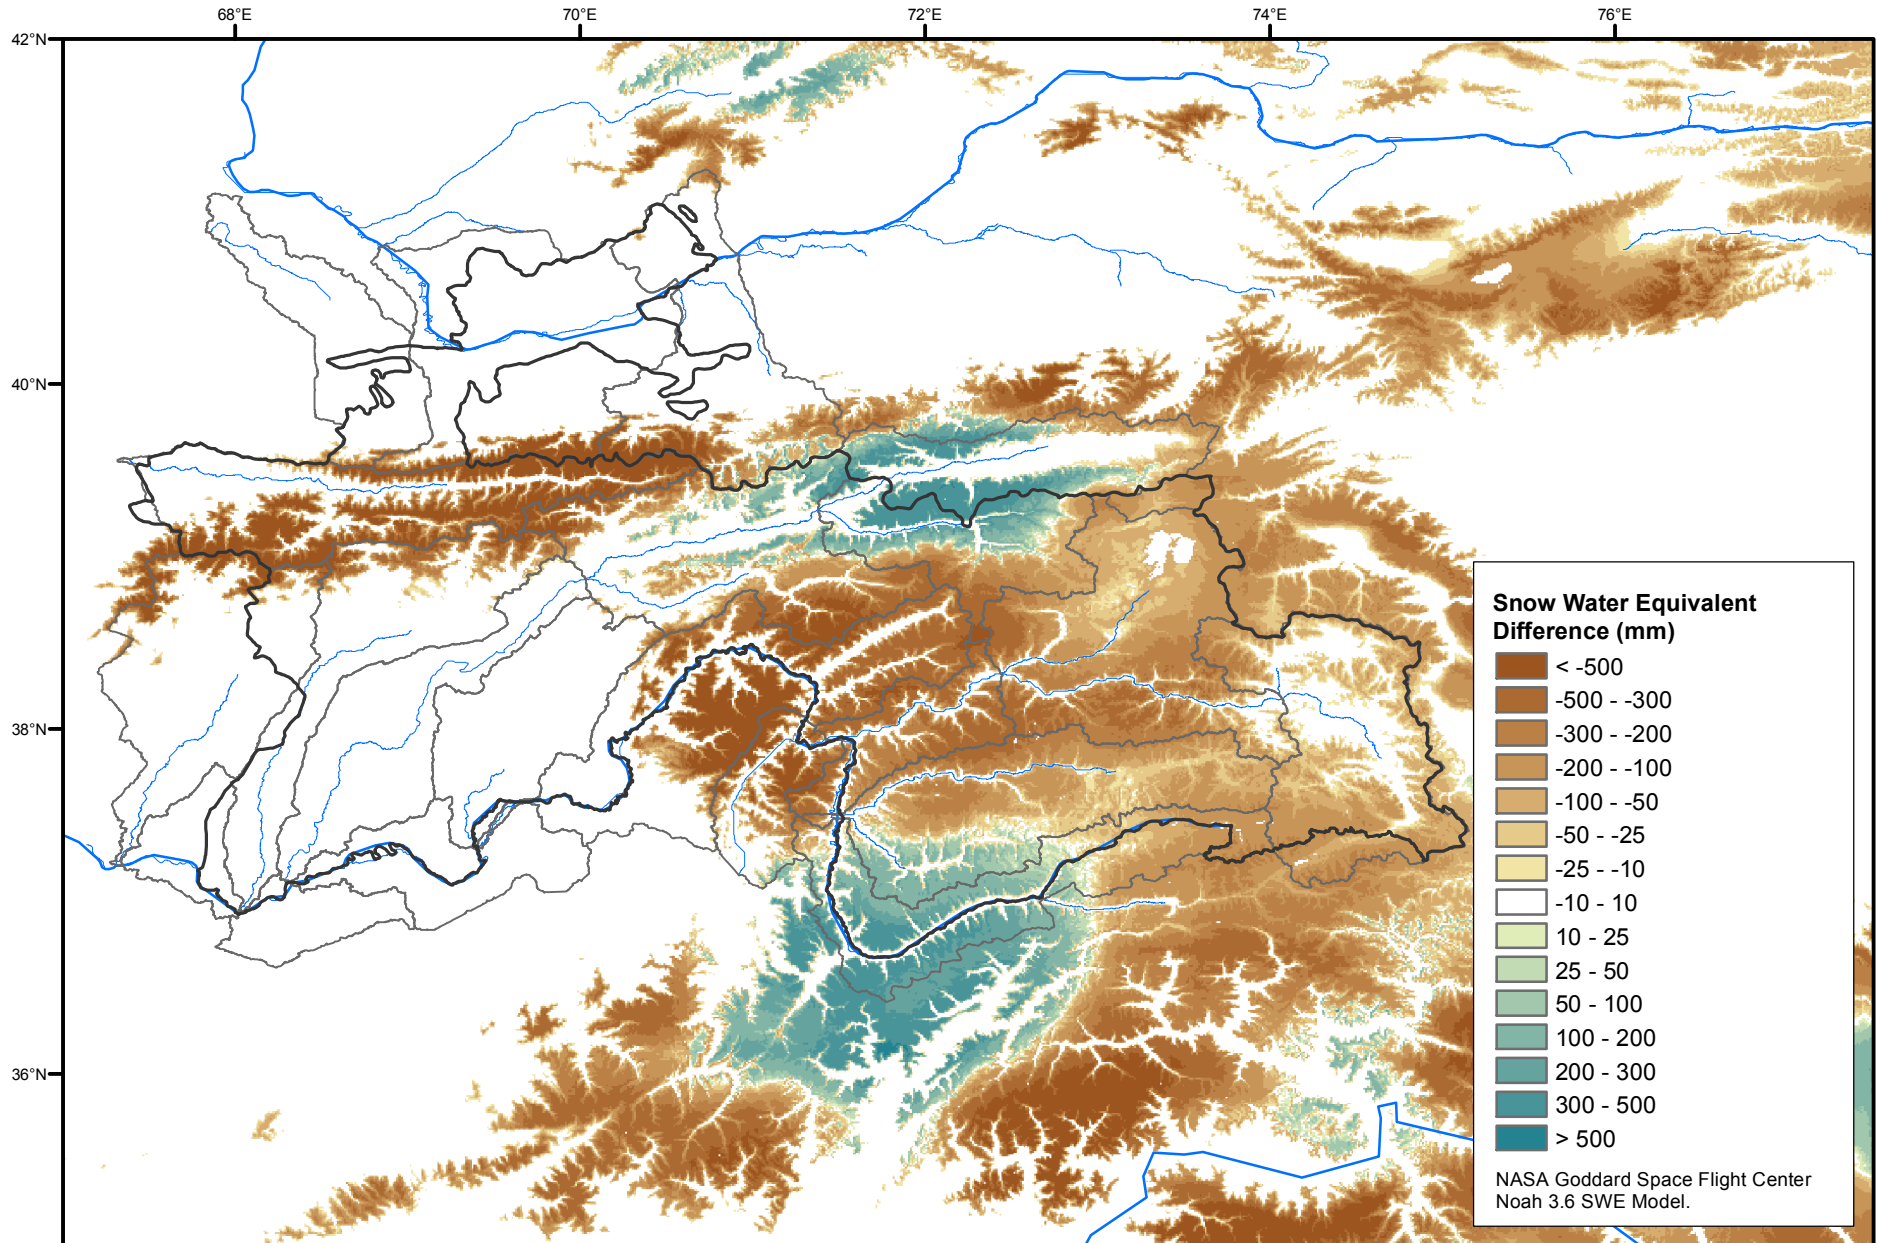 68°E 70°E 72°E 74°E 76°E
42°N
40°N
38°N
36°N
Snow Water Equivalent
Difference (mm)
< -500
-500 - -300
-300 - -200
-200 - -100
-100 - -50
-50 - -25
-25 - -10
-10 - 10
10 - 25
25 - 50
50 - 100
100 - 200
200 - 300
300 - 500
> 500
NASA Goddard Space Flight Center
Noah 3.6 SWE Model.